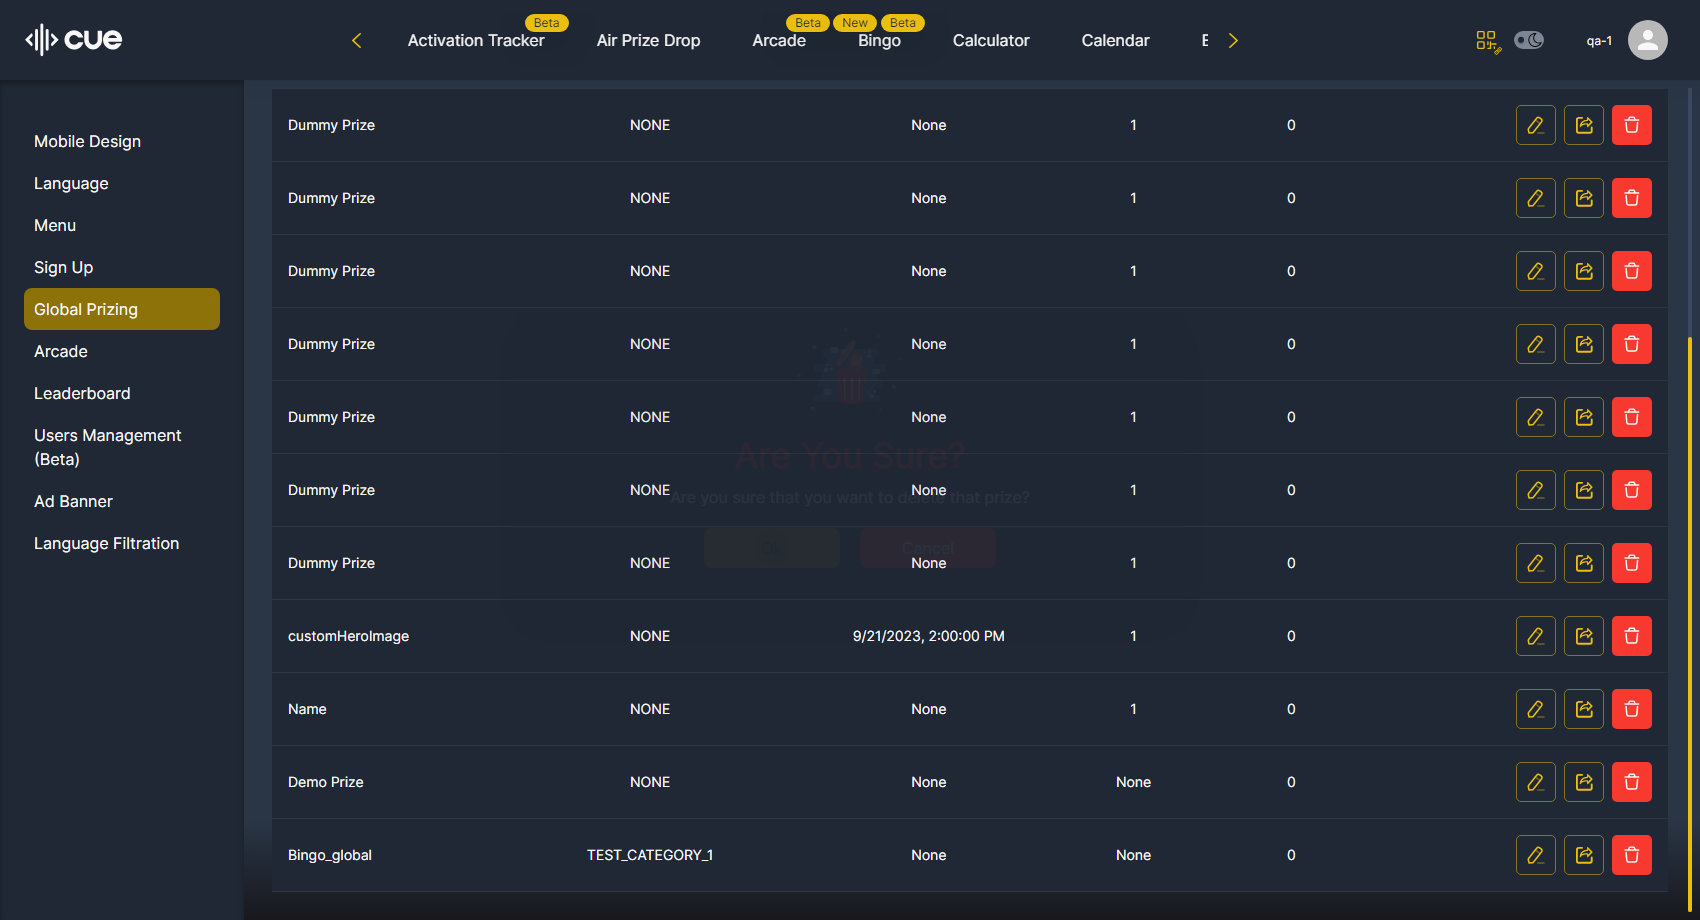 cue
Activation Tracker Beta
Air Prize Drop
Arcade Beta
Bingo New Beta
Calculator
Calendar
qa-1
Mobile Design
Language
Menu
Sign Up
Global Prizing
Arcade
Leaderboard
Users Management
(Beta)
Ad Banner
Language Filtration
Dummy Prize NONE None 1 0
Dummy Prize NONE None 1 0
Dummy Prize NONE None 1 0
Dummy Prize NONE None 1 0
Dummy Prize NONE None 1 0
Dummy Prize NONE None 1 0
Dummy Prize NONE None 1 0
customHeroImage NONE 9/21/2023, 2:00:00 PM 1 0
Name NONE None 1 0
Demo Prize NONE None None 0
Bingo_global TEST_CATEGORY_1 None None 0
Are You Sure?
Are you sure that you want to delete that prize?
Cancel